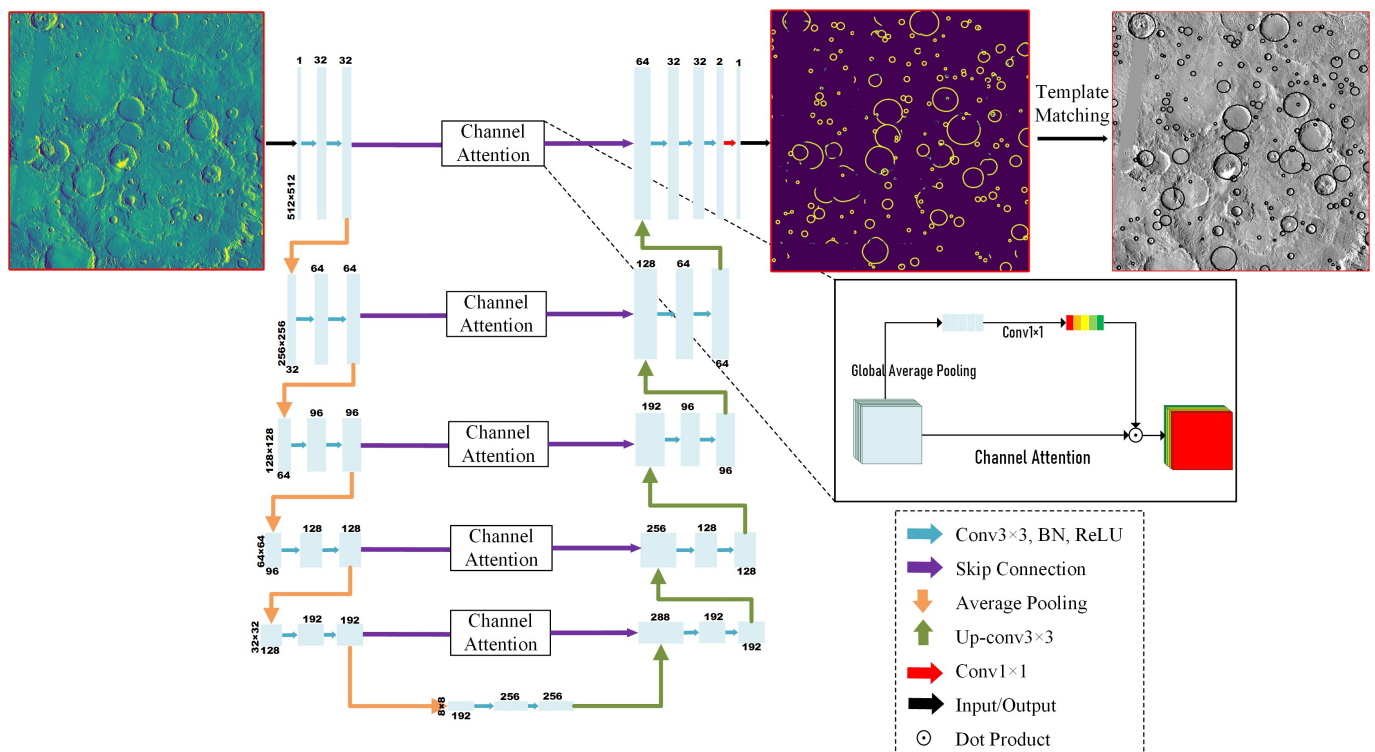 1 32 32
64 32 32 2 1
Channel
Attention
Template
Matching
512×512
64 64
Channel
Attention
128 64
256×256
32
64
Conv1×1
Global Average Pooling
Channel Attention
96 96
Channel
Attention
192 96
128×128
64
96
128 128
Channel
Attention
256 128
64×64
96
128
192 192
Channel
Attention
288 192
32×32
128
192
256 256
8×8
192
Conv3×3, BN, ReLU
Skip Connection
Average Pooling
Up-conv3×3
Conv1×1
Input/Output
Dot Product